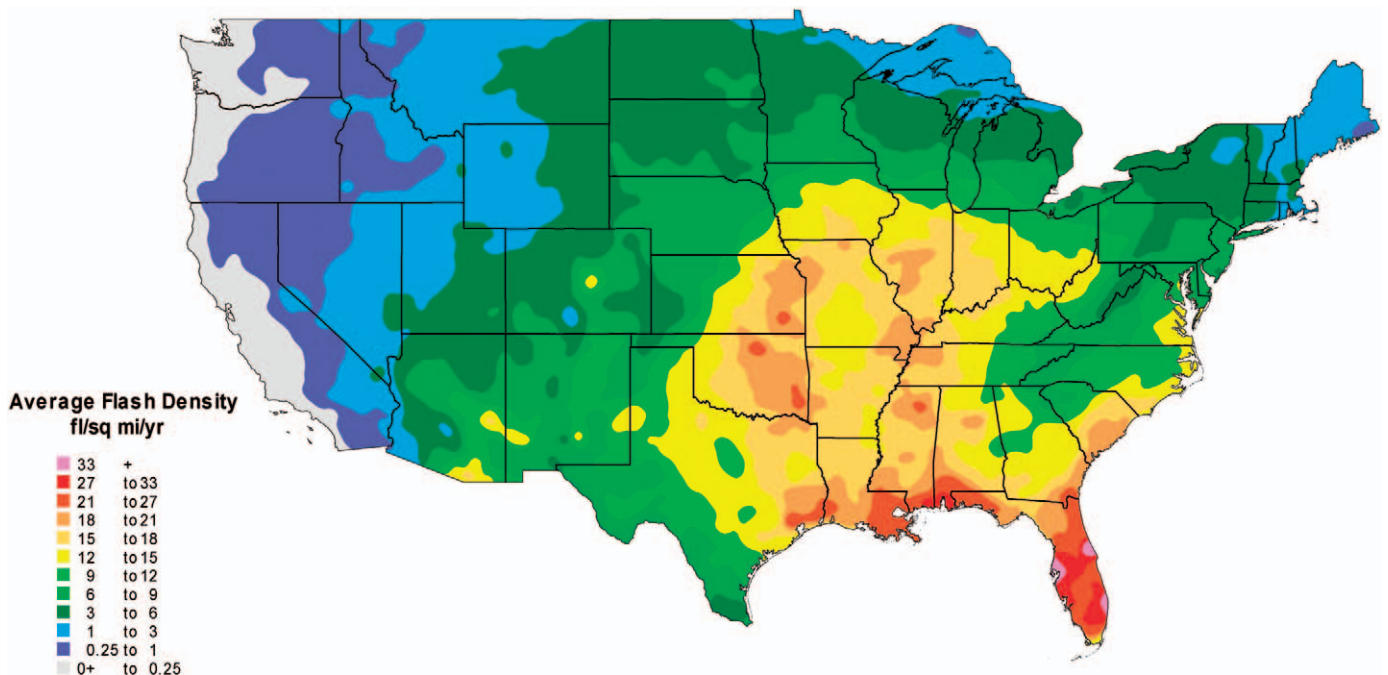 Average Flash Density
fl/sq mi/yr
33 +
27 to 33
21 to 27
18 to 21
15 to 18
12 to 15
9 to 12
6 to 9
3 to 6
1 to 3
0.25 to 1
0+ to 0.25